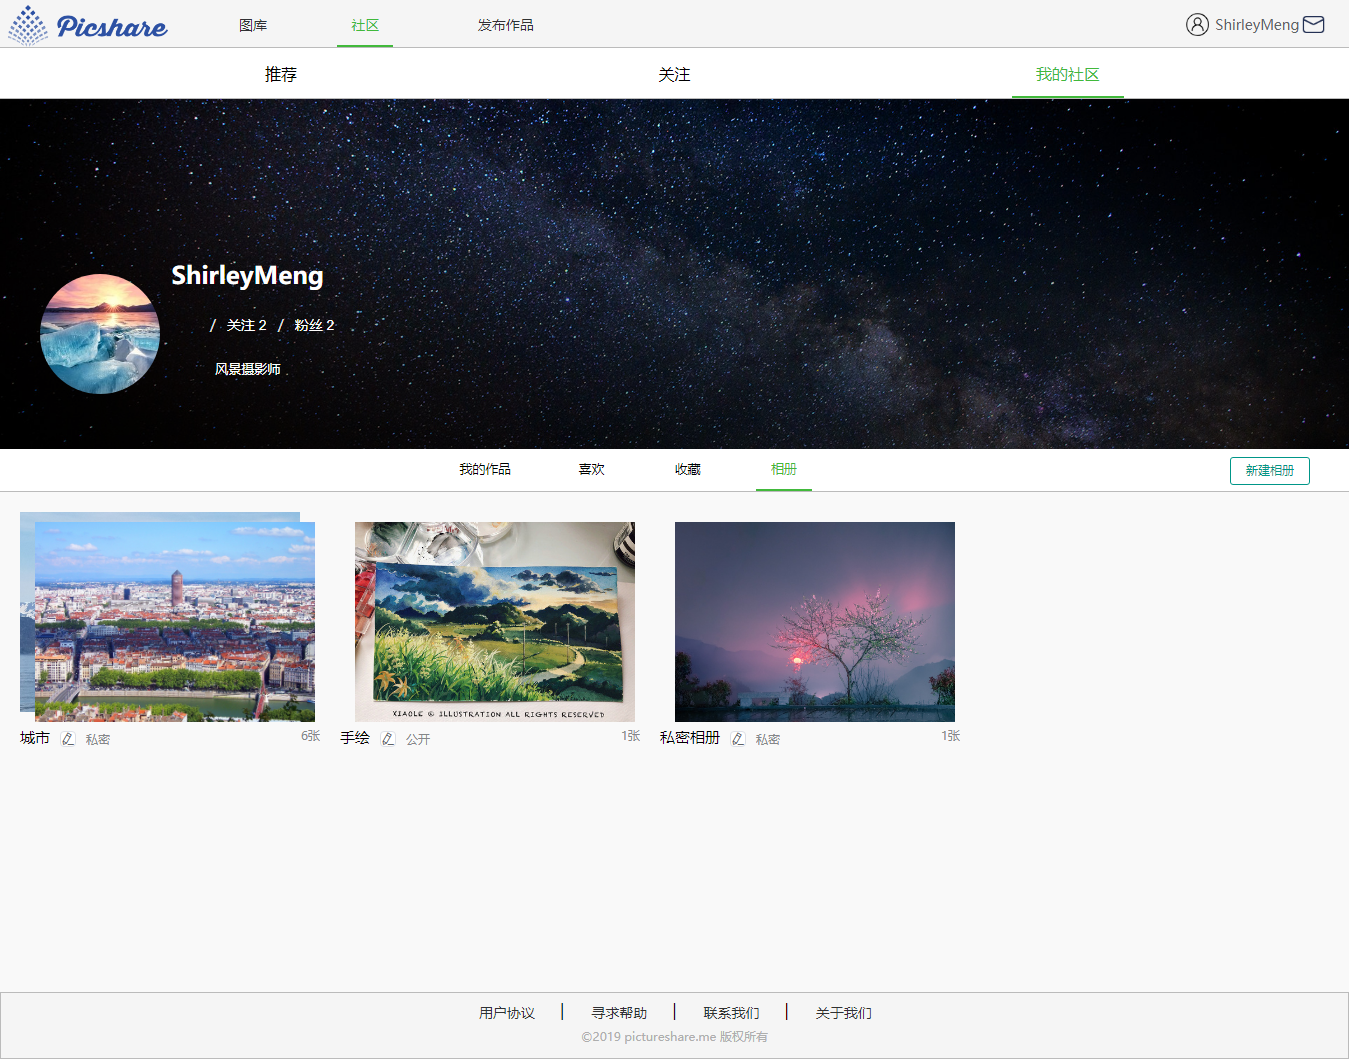 Picshare 图库 社区 发布作品 ShirleyMeng
推荐 关注 我的社区
ShirleyMeng
/ 关注 2 / 粉丝 2
风景摄影师
我的作品 喜欢 收藏 相册 新建相册
XIAOLE © ILLUSTRATION ALL RIGHTS RESERVED
城市 私密 6张 手绘 公开 1张 私密相册 私密 1张
用户协议 | 寻求帮助 | 联系我们 | 关于我们
©2019 pictureshare.me 版权所有